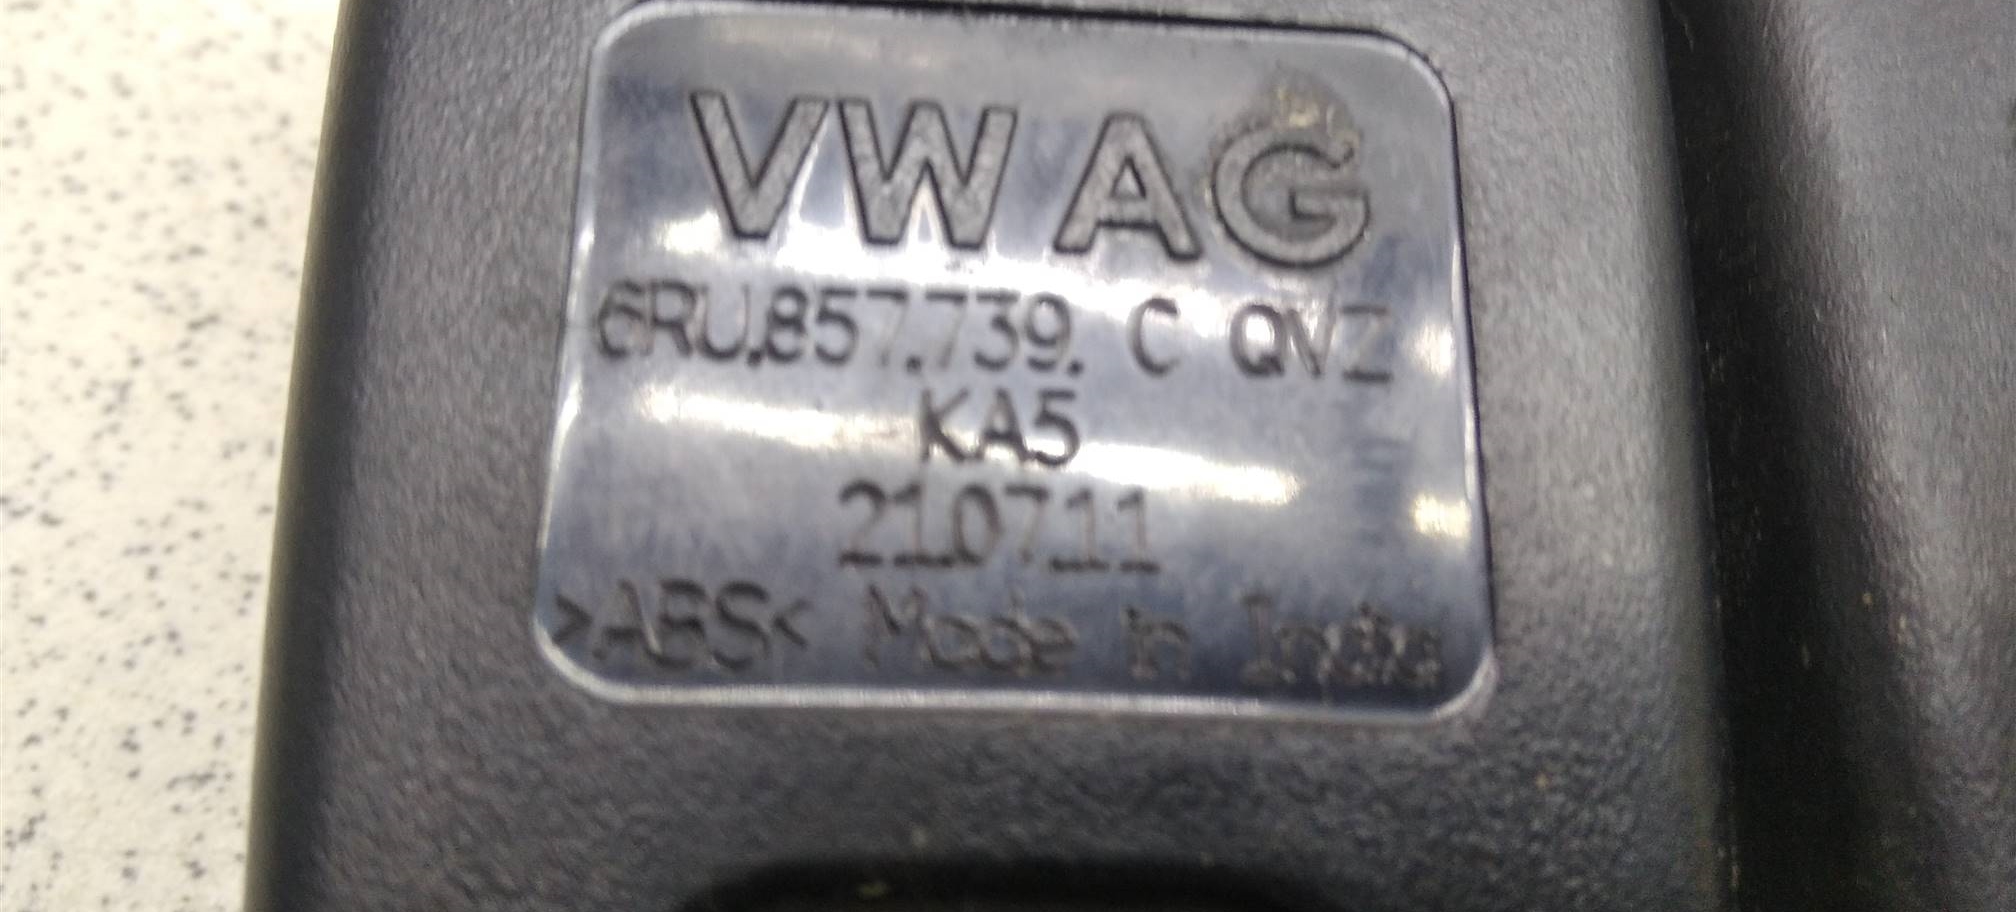 VW AG
6RU.857.739. C QVZ
KA5
21.07.11
>ABS< Made in India